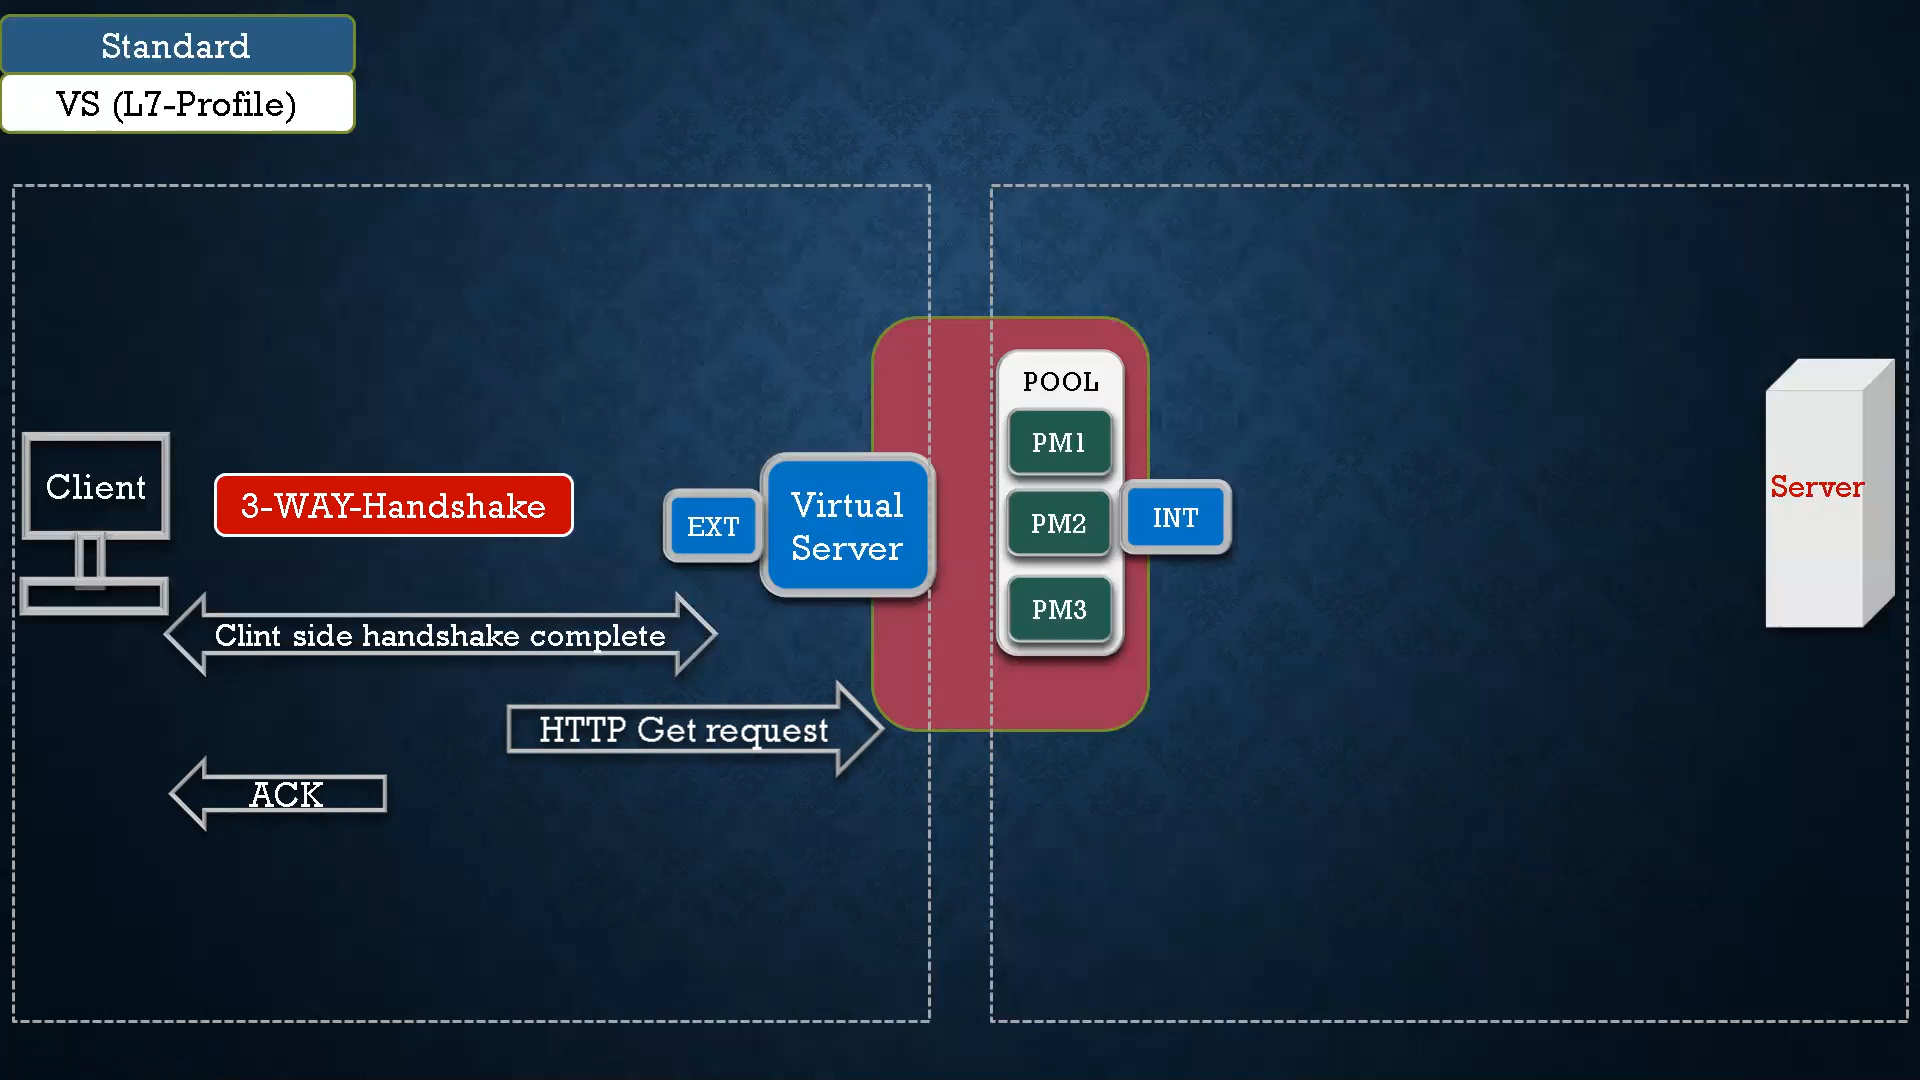 Standard
VS (L7-Profile)
POOL
PM1
Client
3-WAY-Handshake
EXT
Virtual
Server
PM2
INT
Server
PM3
Clint side handshake complete
HTTP Get request
ACK